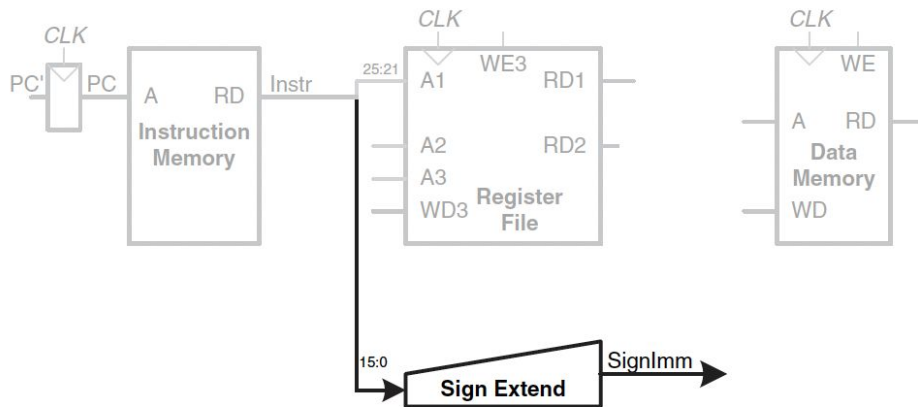 CLK
CLK
CLK
PC'
PC
A
RD
Instruction
Memory
Instr
25:21
A1
WE3
RD1
A2
RD2
A3
WD3
Register
File
WE
A
RD
Data
Memory
WD
15:0
Sign Extend
SignImm